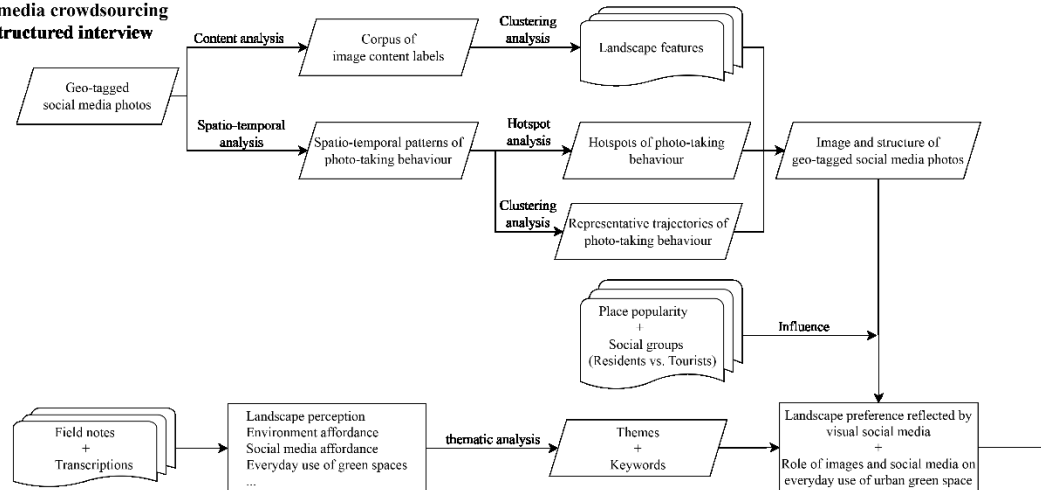 media crowdsourcing
tructured interview
Content analysis
Corpus of
image content labels
Clustering
analysis
Landscape features
Geo-tagged
social media photos
Spatio-temporal
analysis
Spatio-temporal patterns of
photo-taking behaviour
Hotspot
analysis
Hotspots of photo-taking
behaviour
Image and structure of
geo-tagged social media photos
Clustering
analysis
Representative trajectories of
photo-taking behaviour
Place popularity
+
Social groups
(Residents vs. Tourists)
Influence
Field notes
+
Transcriptions
Landscape perception
Environment affordance
Social media affordance
Everyday use of green spaces
...
thematic analysis
Themes
+
Keywords
Landscape preference reflected by
visual social media
+
Role of images and social media on
everyday use of urban green space